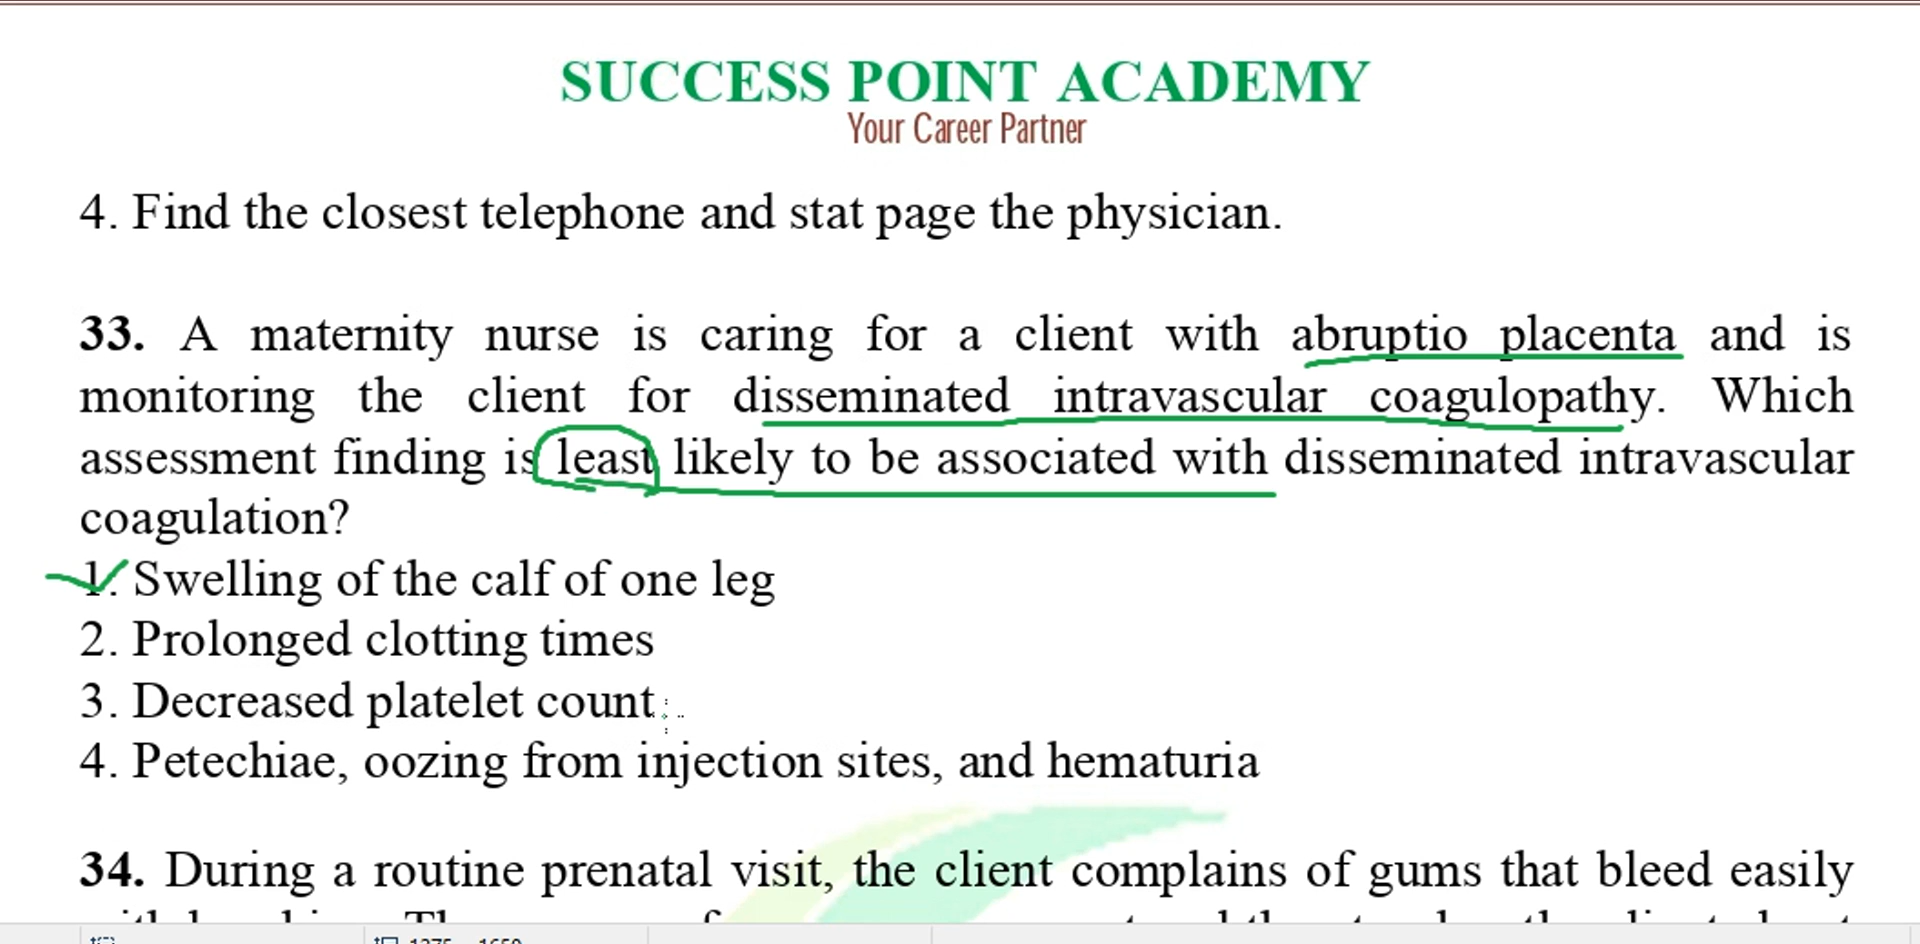 SUCCESS POINT ACADEMY
Your Career Partner
4. Find the closest telephone and stat page the physician.
33. A maternity nurse is caring for a client with abruptio placenta and is
monitoring the client for disseminated intravascular coagulopathy. Which
assessment finding is least likely to be associated with disseminated intravascular
coagulation?
1. Swelling of the calf of one leg
2. Prolonged clotting times
3. Decreased platelet count
4. Petechiae, oozing from injection sites, and hematuria
34. During a routine prenatal visit, the client complains of gums that bleed easily